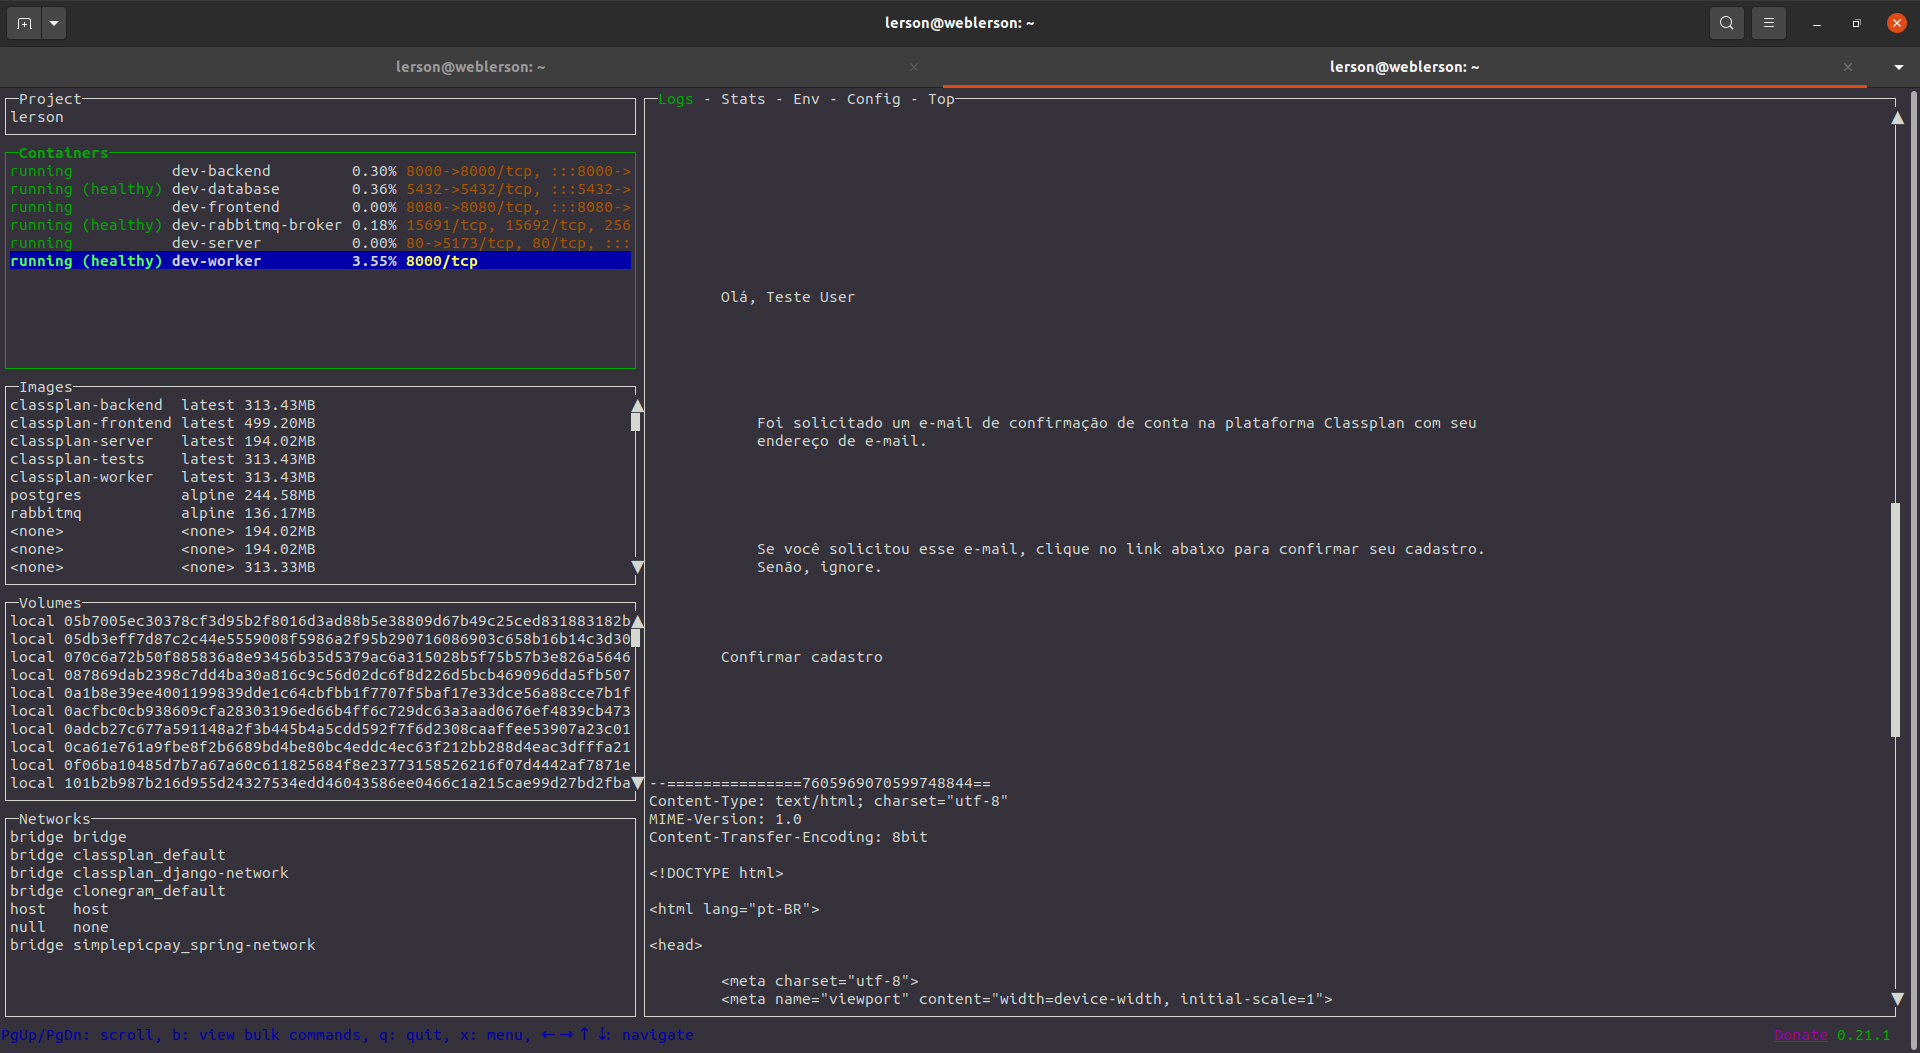 lerson@weblerson: ~
lerson@weblerson: ~
lerson@weblerson: ~
Project
lerson
Containers
running dev-backend 0.30% 8000->8000/tcp, :::8000->
running (healthy) dev-database 0.36% 5432->5432/tcp, :::5432->
running dev-frontend 0.00% 8080->8080/tcp, :::8080->
running (healthy) dev-rabbitmq-broker 0.18% 15691/tcp, 15692/tcp, 256
running dev-server 0.00% 80->5173/tcp, 80/tcp, :::
running (healthy) dev-worker 3.55% 8000/tcp
Images
classplan-backend latest 313.43MB
classplan-frontend latest 499.20MB
classplan-server latest 194.02MB
classplan-tests latest 313.43MB
classplan-worker latest 313.43MB
postgres alpine 244.58MB
rabbitmq alpine 136.17MB
<none> <none> 194.02MB
<none> <none> 194.02MB
<none> <none> 313.33MB
Volumes
local 05b7005ec30378cf3d95b2f8016d3ad88b5e38809d67b49c25ced831883182b
local 05db3eff7d87c2c44e5559008f5986a2f95b290716086903c658b16b14c3d30
local 070c6a72b50f885836a8e93456b35d5379ac6a315028b5f75b57b3e826a5646
local 087869dab2398c7dd4ba30a816c9c56d02dc6f8d226d5bcb469096dda5fb507
local 0a1b8e39ee4001199839dde1c64cbfbb1f7707f5baf17e33dce56a88cce7b1f
local 0acfbc0cb938609cfa28303196ed66b4ff6c729dc63a3aad0676ef4839cb473
local 0adcb27c677a591148a2f3b445b4a5cdd592f7f6d2308caaffee53907a23c01
local 0ca61e761a9fbe8f2b6689bd4be80bc4eddc4ec63f212bb288d4eac3dfffa21
local 0f06ba10485d7b7a67a60c611825684f8e23773158526216f07d4442af7871e
local 101b2b987b216d955d24327534edd46043586ee0466c1a215cae99d27bd2fba
Networks
bridge bridge
bridge classplan_default
bridge classplan_django-network
bridge clonegram_default
host host
null none
bridge simplepicpay_spring-network
Logs - Stats - Env - Config - Top
Olá, Teste User
Foi solicitado um e-mail de confirmação de conta na plataforma Classplan com seu
endereço de e-mail.
Se você solicitou esse e-mail, clique no link abaixo para confirmar seu cadastro.
Senão, ignore.
Confirmar cadastro
--===============7605969070599748844==
Content-Type: text/html; charset="utf-8"
MIME-Version: 1.0
Content-Transfer-Encoding: 8bit
<!DOCTYPE html>
<html lang="pt-BR">
<head>
<meta charset="utf-8">
<meta name="viewport" content="width=device-width, initial-scale=1">
PgUp/PgDn: scroll, b: view bulk commands, q: quit, x: menu, ← → ↑ ↓: navigate
Donate 0.21.1